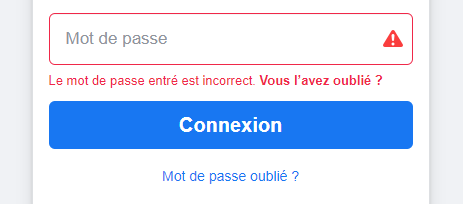 Mot de passe
Le mot de passe entré est incorrect. Vous l’avez oublié ?
Connexion
Mot de passe oublié ?